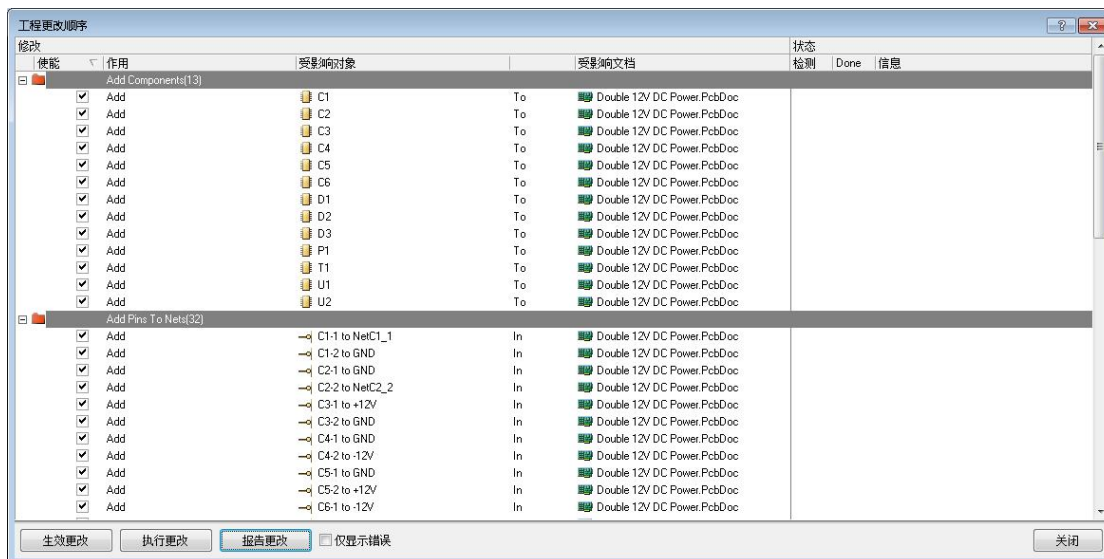 工程更改顺序
修改 状态
使能 作用 受影响对象 受影响文档 检测 Done 信息
Add Components(13)
Add C1 To Double 12V DC Power.PcbDoc
Add C2 To Double 12V DC Power.PcbDoc
Add C3 To Double 12V DC Power.PcbDoc
Add C4 To Double 12V DC Power.PcbDoc
Add C5 To Double 12V DC Power.PcbDoc
Add C6 To Double 12V DC Power.PcbDoc
Add D1 To Double 12V DC Power.PcbDoc
Add D2 To Double 12V DC Power.PcbDoc
Add D3 To Double 12V DC Power.PcbDoc
Add P1 To Double 12V DC Power.PcbDoc
Add T1 To Double 12V DC Power.PcbDoc
Add U1 To Double 12V DC Power.PcbDoc
Add U2 To Double 12V DC Power.PcbDoc
Add Pins To Nets(32)
Add C1-1 to NetC1_1 In Double 12V DC Power.PcbDoc
Add C1-2 to GND In Double 12V DC Power.PcbDoc
Add C2-1 to GND In Double 12V DC Power.PcbDoc
Add C2-2 to NetC2_2 In Double 12V DC Power.PcbDoc
Add C3-1 to +12V In Double 12V DC Power.PcbDoc
Add C3-2 to GND In Double 12V DC Power.PcbDoc
Add C4-1 to GND In Double 12V DC Power.PcbDoc
Add C4-2 to -12V In Double 12V DC Power.PcbDoc
Add C5-1 to GND In Double 12V DC Power.PcbDoc
Add C5-2 to +12V In Double 12V DC Power.PcbDoc
Add C6-1 to -12V In Double 12V DC Power.PcbDoc
生效更改 执行更改 报告更改 仅显示错误 关闭